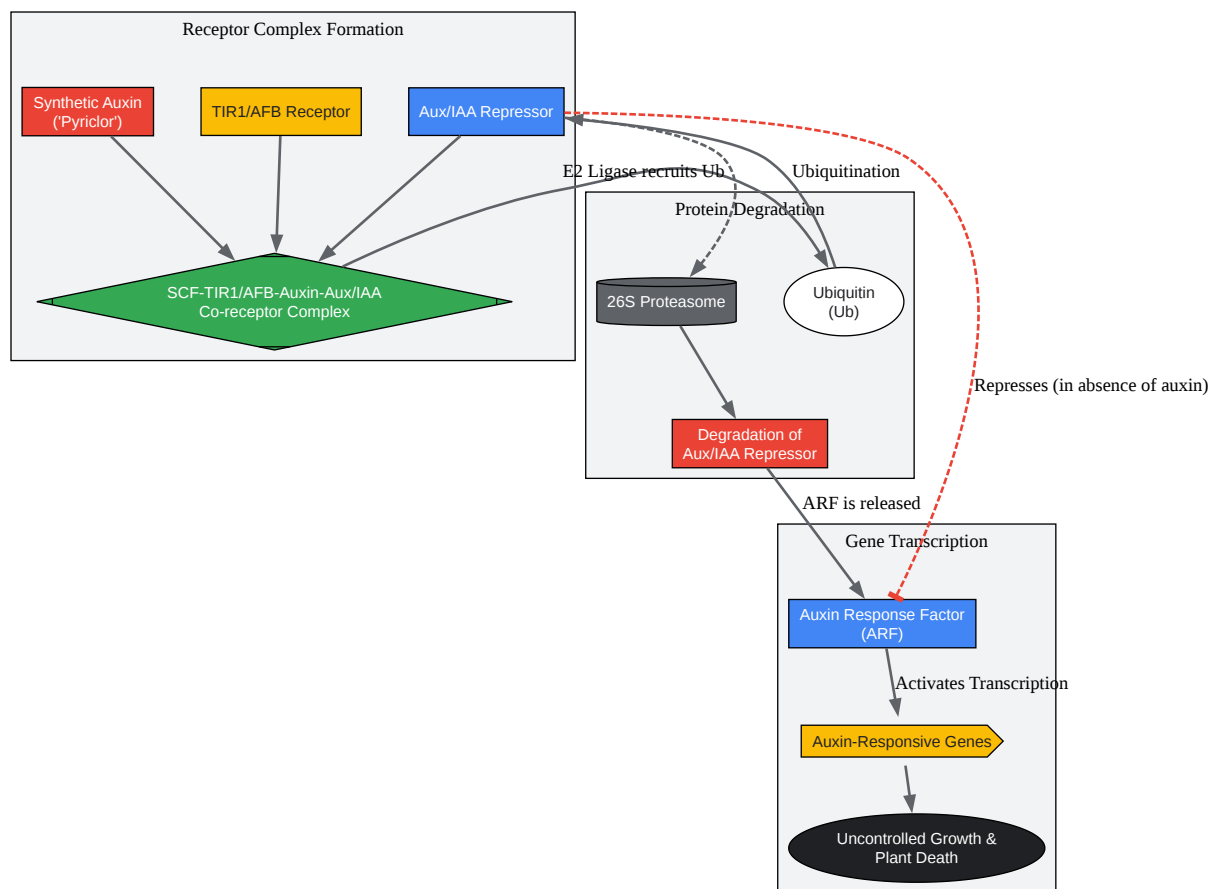 Receptor Complex Formation
Synthetic Auxin
('Pyriclor')
TIR1/AFB Receptor
Aux/IAA Repressor
E2 Ligase recruits Ub
Ubiquitination
Protein Degradation
SCF-TIR1/AFB-Auxin-Aux/IAA
Co-receptor Complex
26S Proteasome
Ubiquitin
(Ub)
Represses (in absence of auxin)
Degradation of
Aux/IAA Repressor
ARF is released
Gene Transcription
Auxin Response Factor
(ARF)
Activates Transcription
Auxin-Responsive Genes
Uncontrolled Growth &
Plant Death